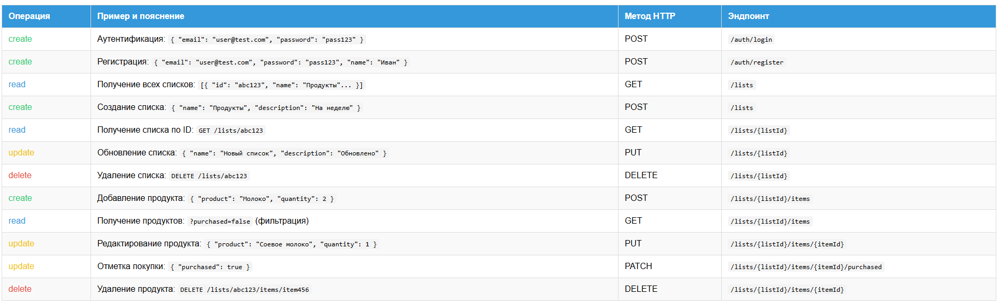 Операция Пример и пояснение Метод HTTP Эндпоинт
create Аутентификация: { "email": "user@test.com", "password": "pass123" } POST /auth/login
create Регистрация: { "email": "user@test.com", "password": "pass123", "name": "Иван" } POST /auth/register
read Получение всех списков: [{ "id": "abc123", "name": "Продукты"... }] GET /lists
create Создание списка: { "name": "Продукты", "description": "На неделю" } POST /lists
read Получение списка по ID: GET /lists/abc123 GET /lists/{listId}
update Обновление списка: { "name": "Новый список", "description": "Обновлено" } PUT /lists/{listId}
delete Удаление списка: DELETE /lists/abc123 DELETE /lists/{listId}
create Добавление продукта: { "product": "Молоко", "quantity": 2 } POST /lists/{listId}/items
read Получение продуктов: ?purchased=false (фильтрация) GET /lists/{listId}/items
update Редактирование продукта: { "product": "Соевое молоко", "quantity": 1 } PUT /lists/{listId}/items/{itemId}
update Отметка покупки: { "purchased": true } PATCH /lists/{listId}/items/{itemId}/purchased
delete Удаление продукта: DELETE /lists/abc123/items/item456 DELETE /lists/{listId}/items/{itemId}